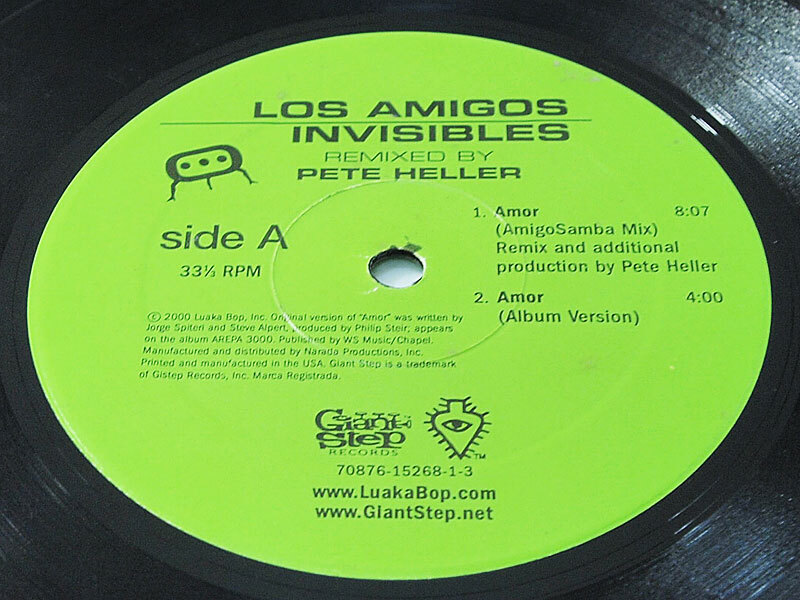 LOS AMIGOS
INVISIBLES
REMIXED BY
PETE HELLER
side A
33⅓ RPM
1. Amor 8:07
(AmigoSamba Mix)
Remix and additional
production by Pete Heller
2. Amor 4:00
(Album Version)
Ⓟ 2000 Luaka Bop, Inc. Original version of "Amor" was written by
Jorge Spiteri and Steve Alpert, produced by Philip Steir; appears
on the album AREPA 3000. Published by WS Music/Chapel.
Manufactured and distributed by Narada Productions, Inc.
Printed and manufactured in the USA. Giant Step is a trademark
of Gistep Records, Inc. Marca Registrada.
Giant
Step
RECORDS
TM
70876-15268-1-3
www.LuakaBop.com
www.GiantStep.net